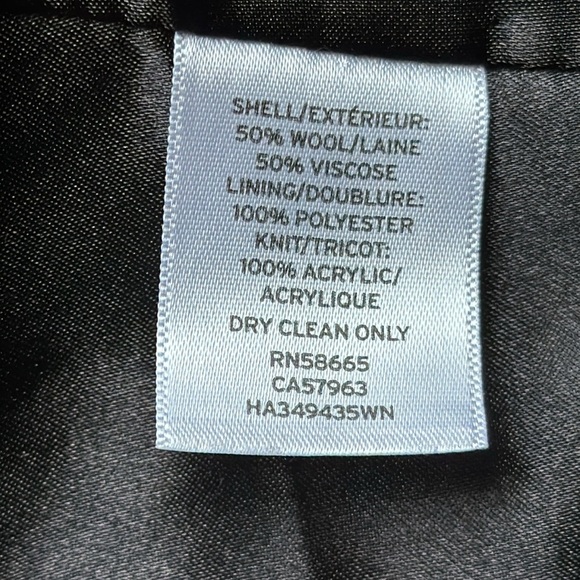 SHELL/EXTÉRIEUR:
50% WOOL/LAINE
50% VISCOSE
LINING/DOUBLURE:
100% POLYESTER
KNIT/TRICOT:
100% ACRYLIC/
ACRYLIQUE
DRY CLEAN ONLY
RN58665
CA57963
HA349435WN